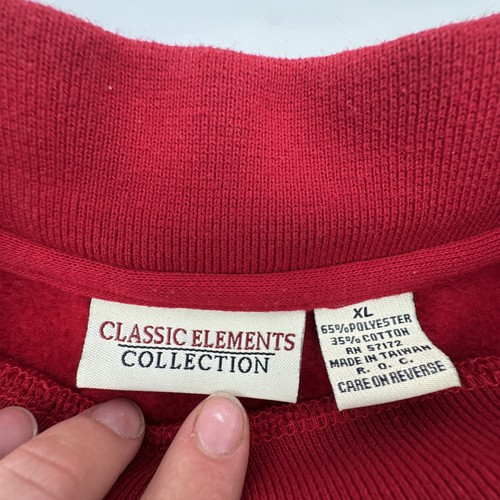 CLASSIC ELEMENTS
COLLECTION
XL
65% POLYESTER
35% COTTON
RN 57172
MADE IN TAIWAN
R. O. C.
CARE ON REVERSE